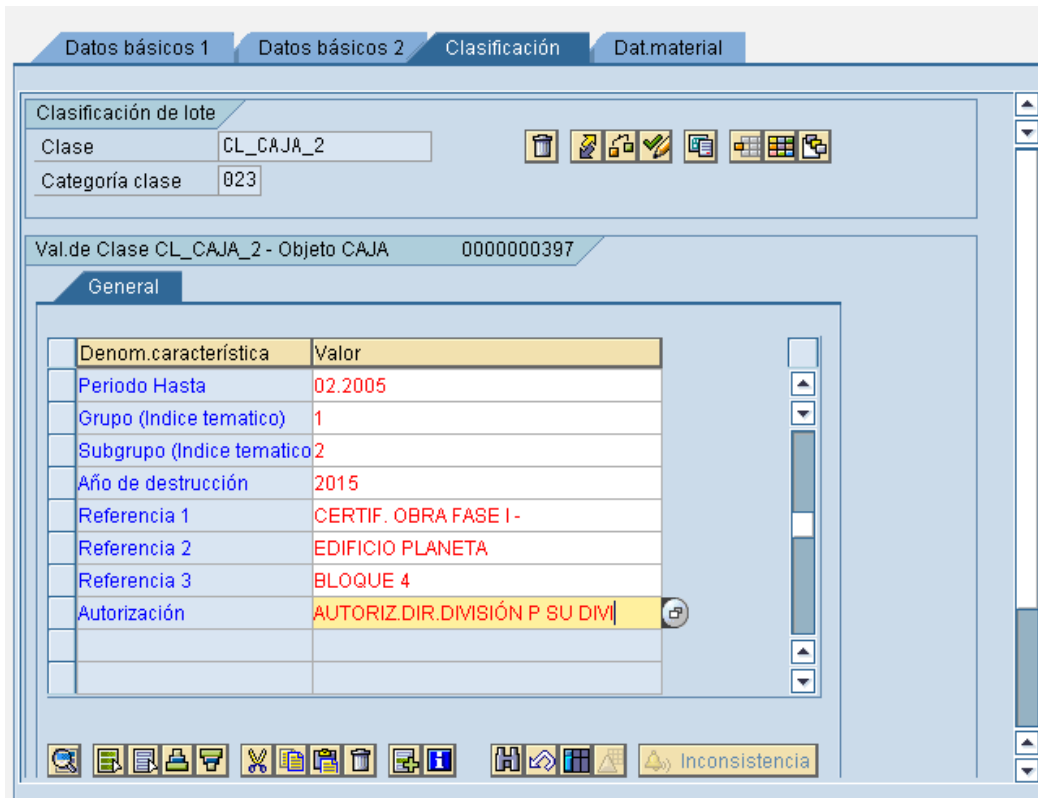 Datos básicos 1 Datos básicos 2 Clasificación Dat.material
Clasificación de lote
Clase CL_CAJA_2
Categoría clase 023
Val.de Clase CL_CAJA_2 - Objeto CAJA 0000000397
General
Denom.característica Valor
Periodo Hasta 02.2005
Grupo (Indice tematico) 1
Subgrupo (Indice tematico 2
Año de destrucción 2015
Referencia 1 CERTIF. OBRA FASE I -
Referencia 2 EDIFICIO PLANETA
Referencia 3 BLOQUE 4
Autorización AUTORIZ.DIR.DIVISIÓN P SU DIVI
Inconsistencia